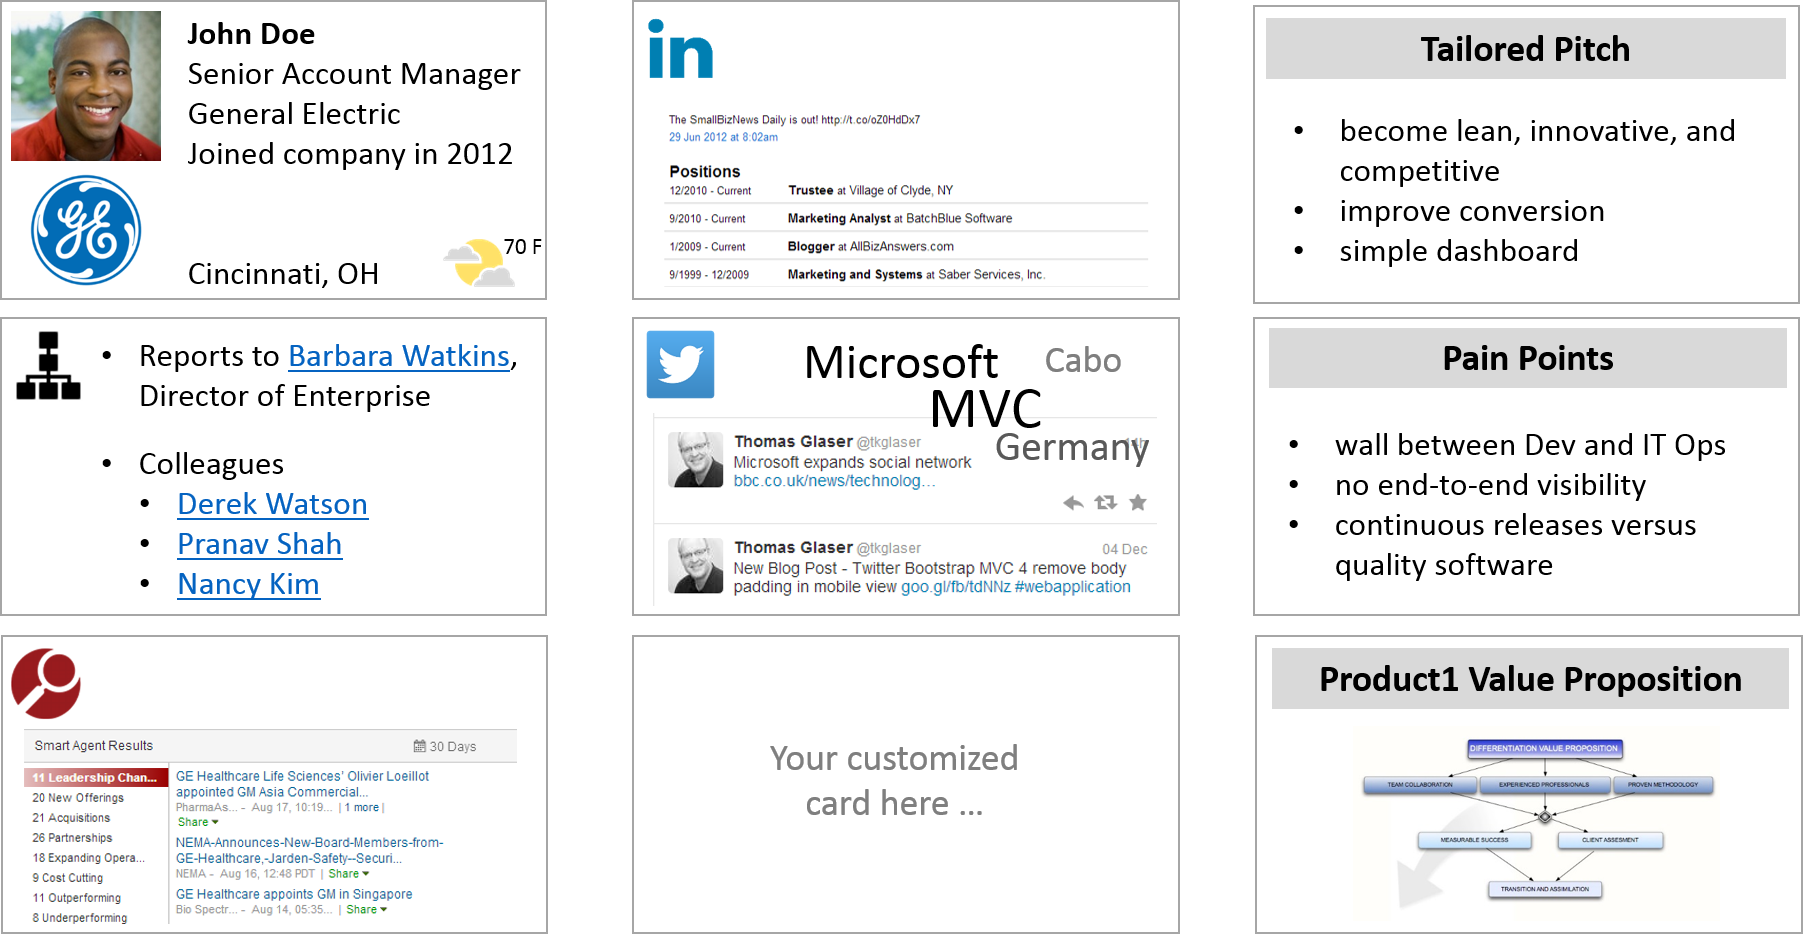 John Doe
Senior Account Manager
General Electric
Joined company in 2012
GE
Cincinnati, OH
70 F
in
The SmallBizNews Daily is out! http://t.co/oZ0HdDx7
29 Jun 2012 at 8:02am
Positions
12/2010 - Current Trustee at Village of Clyde, NY
9/2010 - Current Marketing Analyst at BatchBlue Software
1/2009 - Current Blogger at AllBizAnswers.com
9/1999 - 12/2009 Marketing and Systems at Saber Services, Inc.
Tailored Pitch
• become lean, innovative, and
competitive
• improve conversion
• simple dashboard
• Reports to Barbara Watkins,
Director of Enterprise
• Colleagues
• Derek Watson
• Pranav Shah
• Nancy Kim
Microsoft
Cabo
MVC
Germany
Thomas Glaser @tkglaser
Microsoft expands social network
bbc.co.uk/news/technolog...
Thomas Glaser @tkglaser 04 Dec
New Blog Post - Twitter Bootstrap MVC 4 remove body
padding in mobile view goo.gl/fb/tdNNz #webapplication
Pain Points
• wall between Dev and IT Ops
• no end-to-end visibility
• continuous releases versus
quality software
Smart Agent Results 30 Days
11 Leadership Chan...
20 New Offerings
21 Acquisitions
26 Partnerships
18 Expanding Opera...
9 Cost Cutting
11 Outperforming
8 Underperforming
GE Healthcare Life Sciences' Olivier Loeillot
appointed GM Asia Commercial...
PharmaAs... - Aug 17, 10:19... | 1 more |
Share
NEMA-Announces-New-Board-Members-from-
GE-Healthcare,-Jarden-Safety--Securi...
NEMA - Aug 16, 12:48 PDT | Share
GE Healthcare appoints GM in Singapore
Bio Spectr... - Aug 14, 05:35... | Share
Your customized
card here ...
Product1 Value Proposition
DIFFERENTIATION VALUE PROPOSITION
TEAM COLLABORATION
EXPERIENCED PROFESSIONALS
PROVEN METHODOLOGY
MEASURABLE SUCCESS
CLIENT ASSESMENT
TRANSITION AND ASSIMILATION